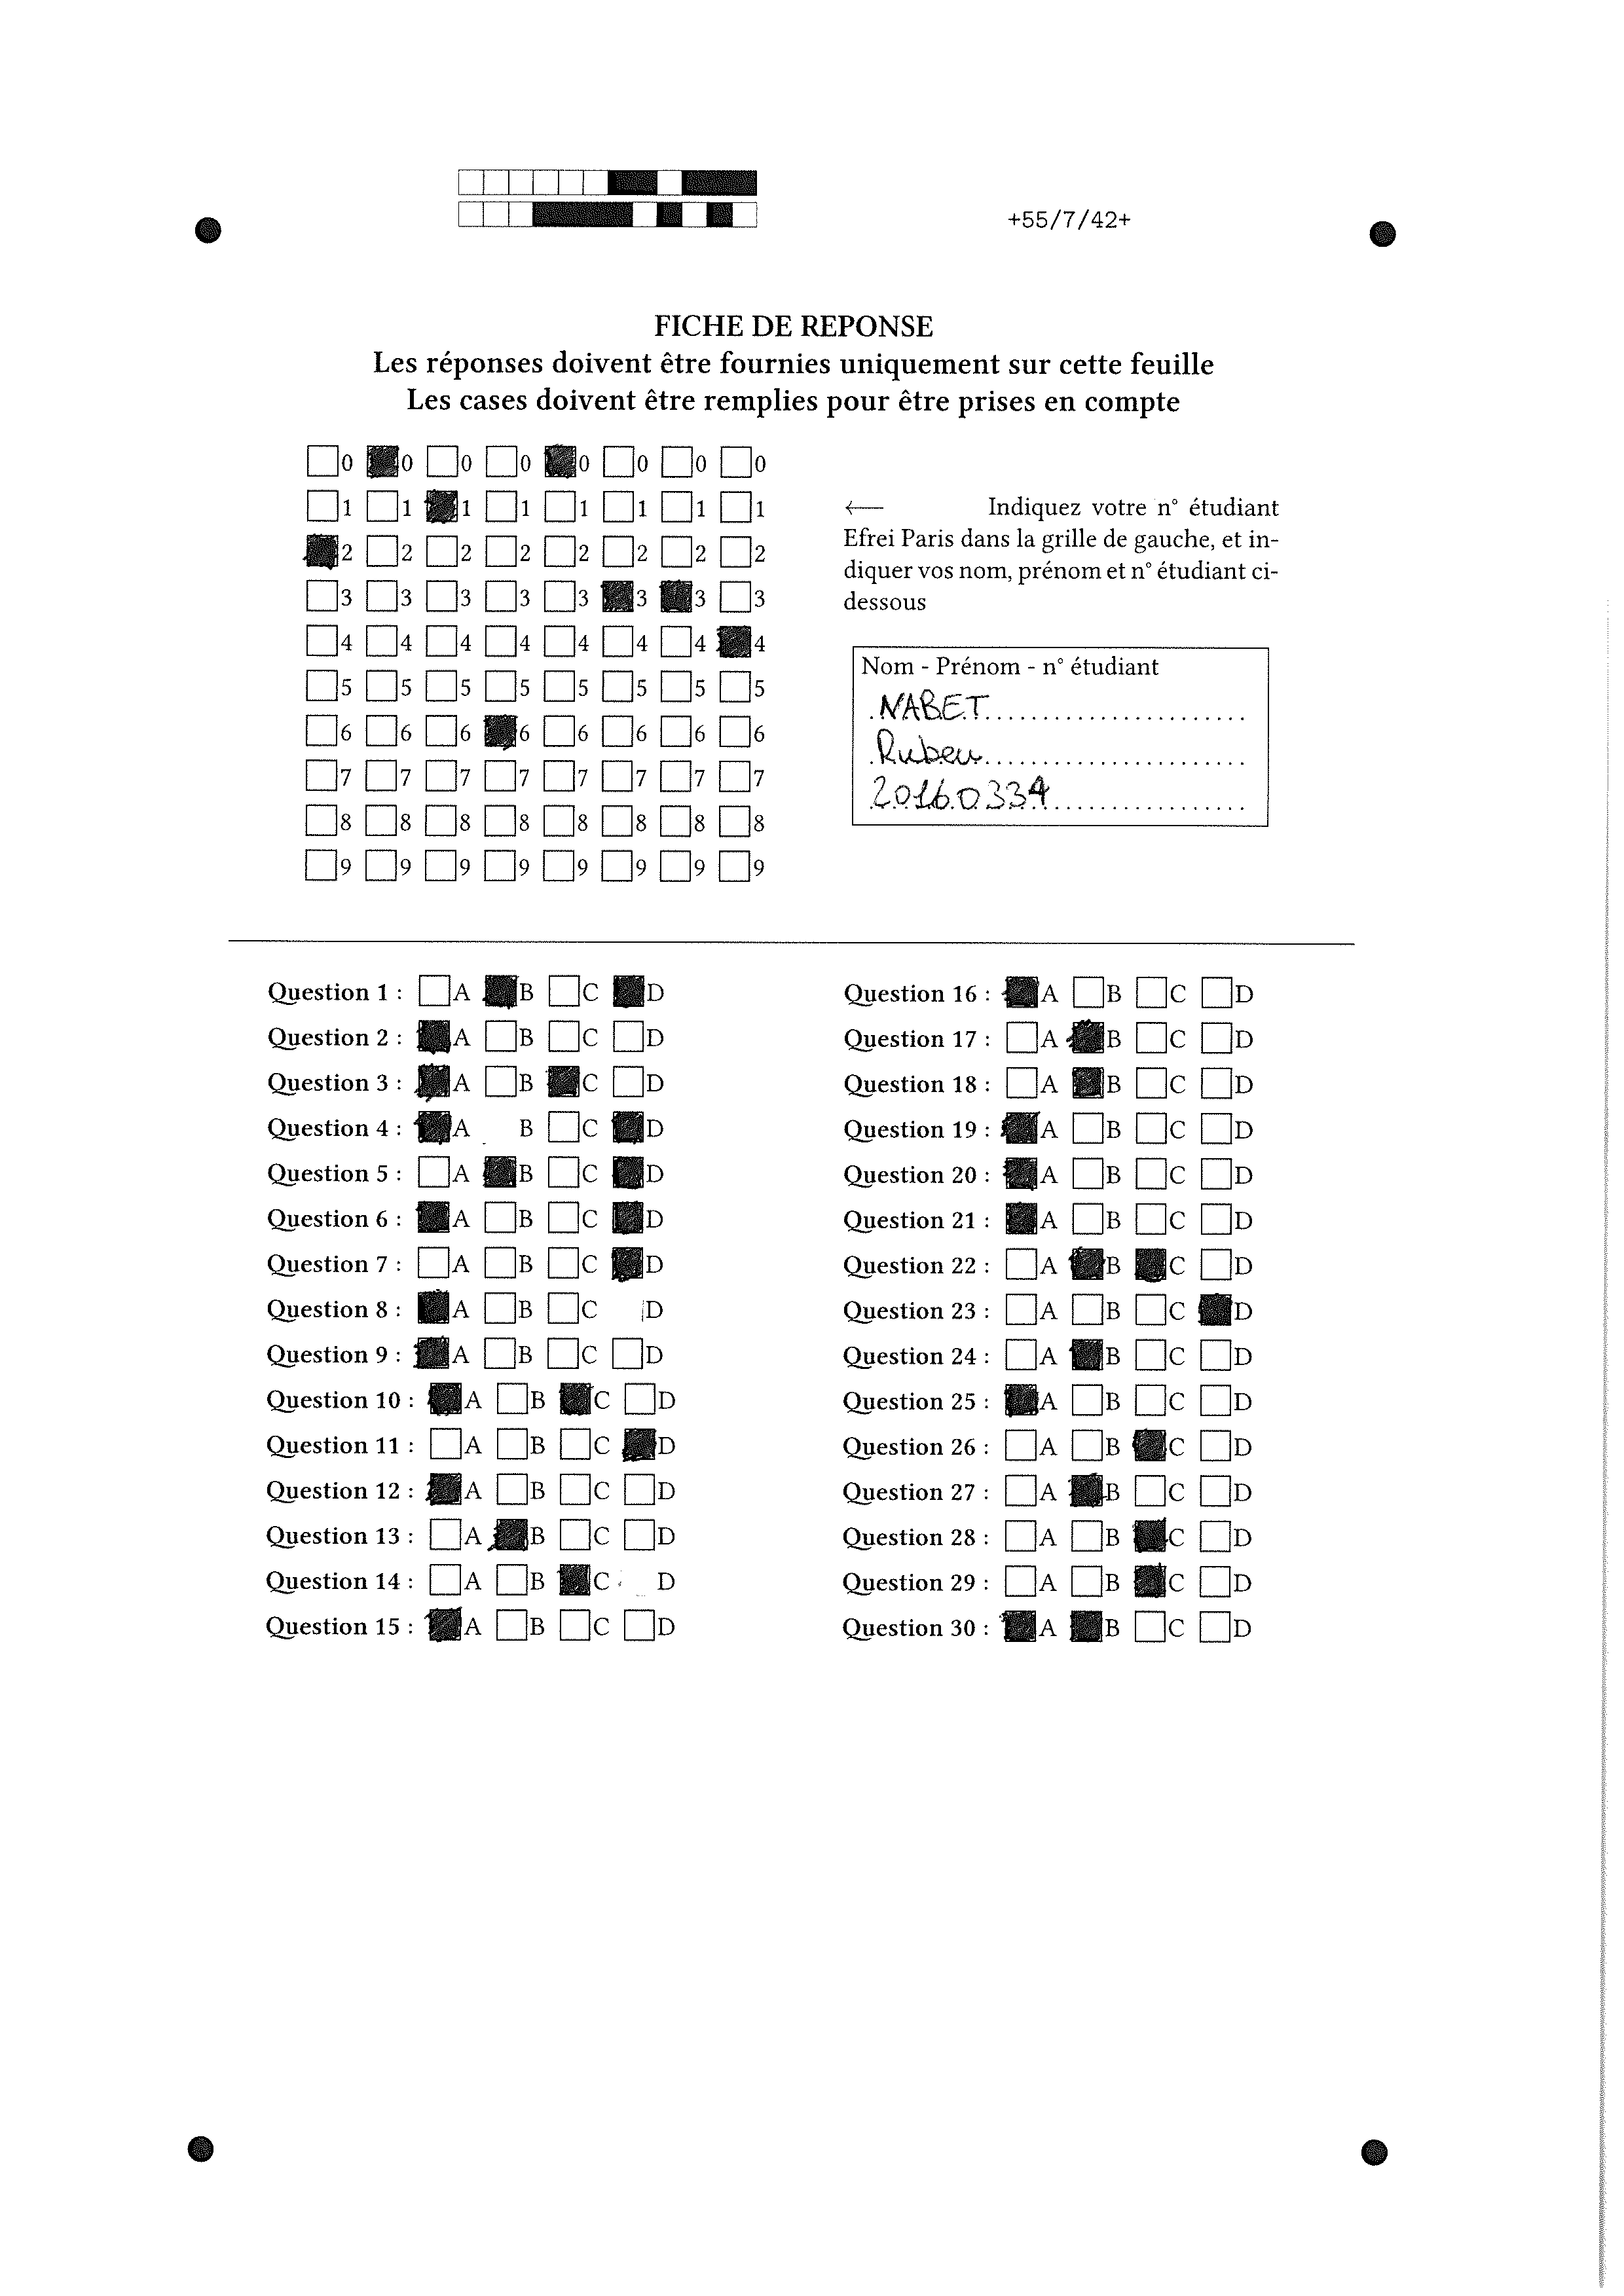 +55/7/42+
FICHE DE REPONSE
Les réponses doivent être fournies uniquement sur cette feuille
Les cases doivent être remplies pour être prises en compte
0 0 0 0 0 0 0 0
1 1 1 1 1 1 1 1
2 2 2 2 2 2 2 2
3 3 3 3 3 3 3 3
4 4 4 4 4 4 4 4
5 5 5 5 5 5 5 5
6 6 6 6 6 6 6 6
7 7 7 7 7 7 7 7
8 8 8 8 8 8 8 8
9 9 9 9 9 9 9 9
← Indiquez votre n° étudiant
Efrei Paris dans la grille de gauche, et in-
diquer vos nom, prénom et n° étudiant ci-
dessous
Nom - Prénom - n° étudiant
NABET
Ruben
20160334
Question 1 : A B C D
Question 2 : A B C D
Question 3 : A B C D
Question 4 : A B C D
Question 5 : A B C D
Question 6 : A B C D
Question 7 : A B C D
Question 8 : A B C D
Question 9 : A B C D
Question 10 : A B C D
Question 11 : A B C D
Question 12 : A B C D
Question 13 : A B C D
Question 14 : A B C D
Question 15 : A B C D
Question 16 : A B C D
Question 17 : A B C D
Question 18 : A B C D
Question 19 : A B C D
Question 20 : A B C D
Question 21 : A B C D
Question 22 : A B C D
Question 23 : A B C D
Question 24 : A B C D
Question 25 : A B C D
Question 26 : A B C D
Question 27 : A B C D
Question 28 : A B C D
Question 29 : A B C D
Question 30 : A B C D